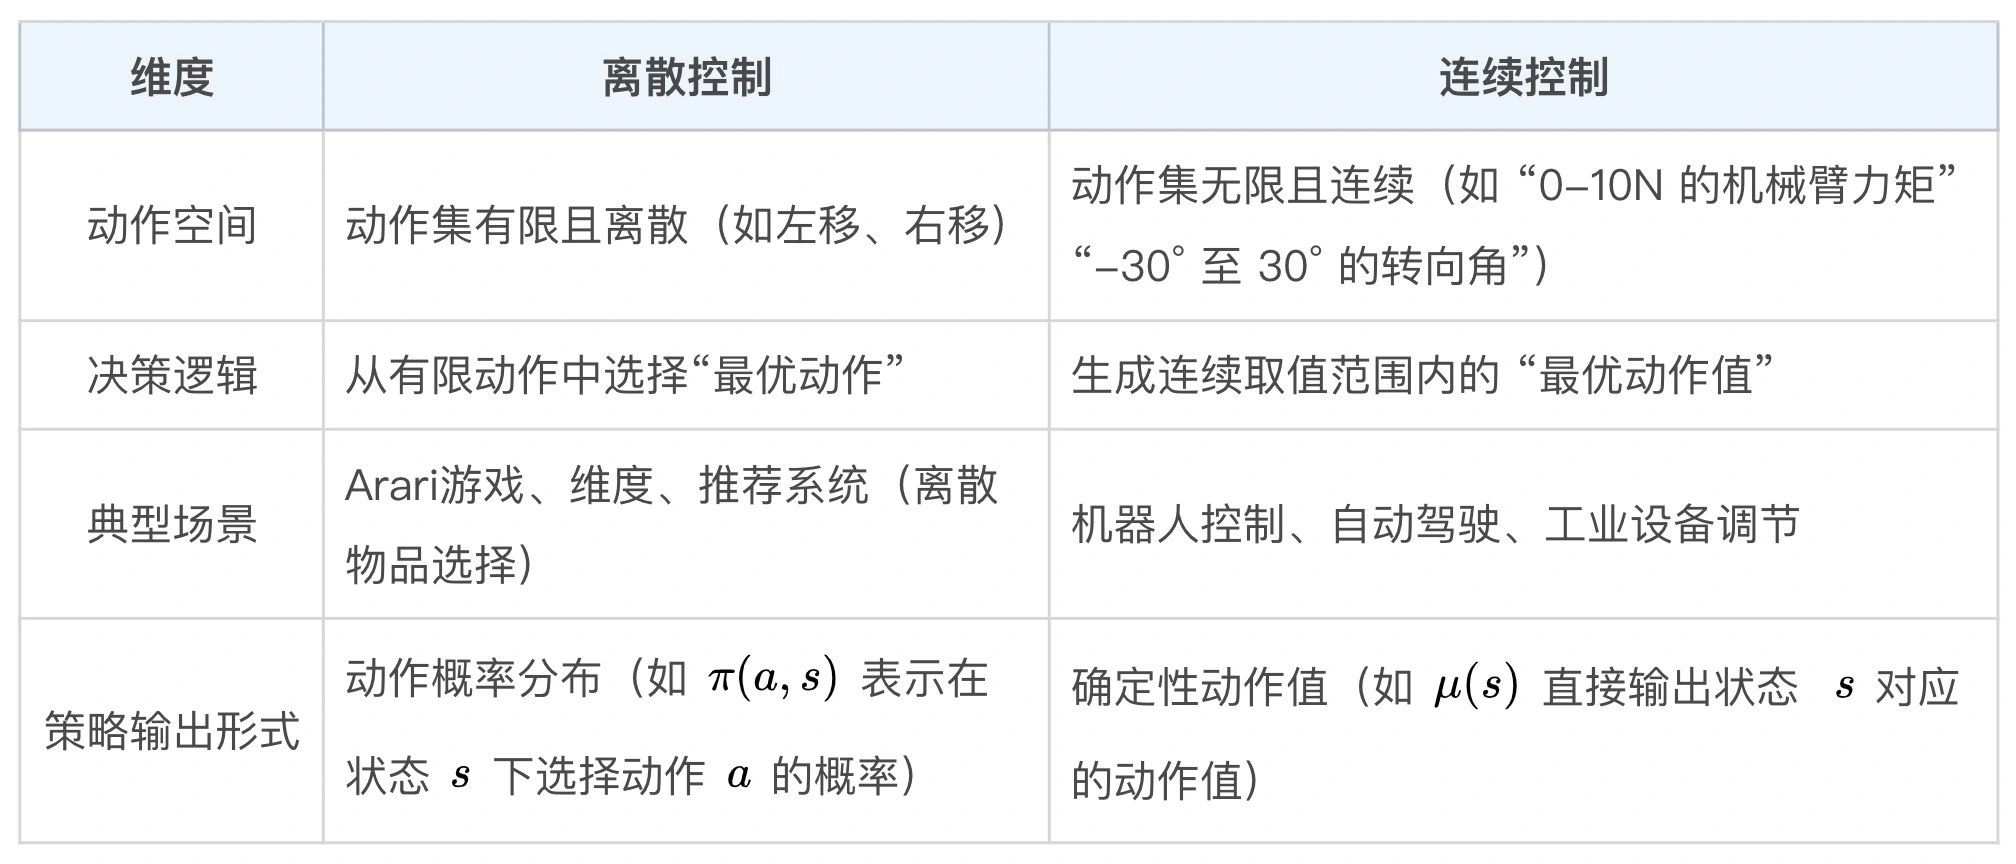 维度 离散控制 连续控制
动作空间
动作集有限且离散（如左移、右移）
动作集无限且连续（如 “0–10N 的机械臂力矩”
“–30° 至 30° 的转向角”）
决策逻辑
从有限动作中选择“最优动作”
生成连续取值范围内的 “最优动作值”
典型场景
Arari游戏、维度、推荐系统（离散
物品选择）
机器人控制、自动驾驶、工业设备调节
策略输出形式
动作概率分布（如 π(a, s) 表示在
状态 s 下选择动作 a 的概率）
确定性动作值（如 μ(s) 直接输出状态 s 对应
的动作值）